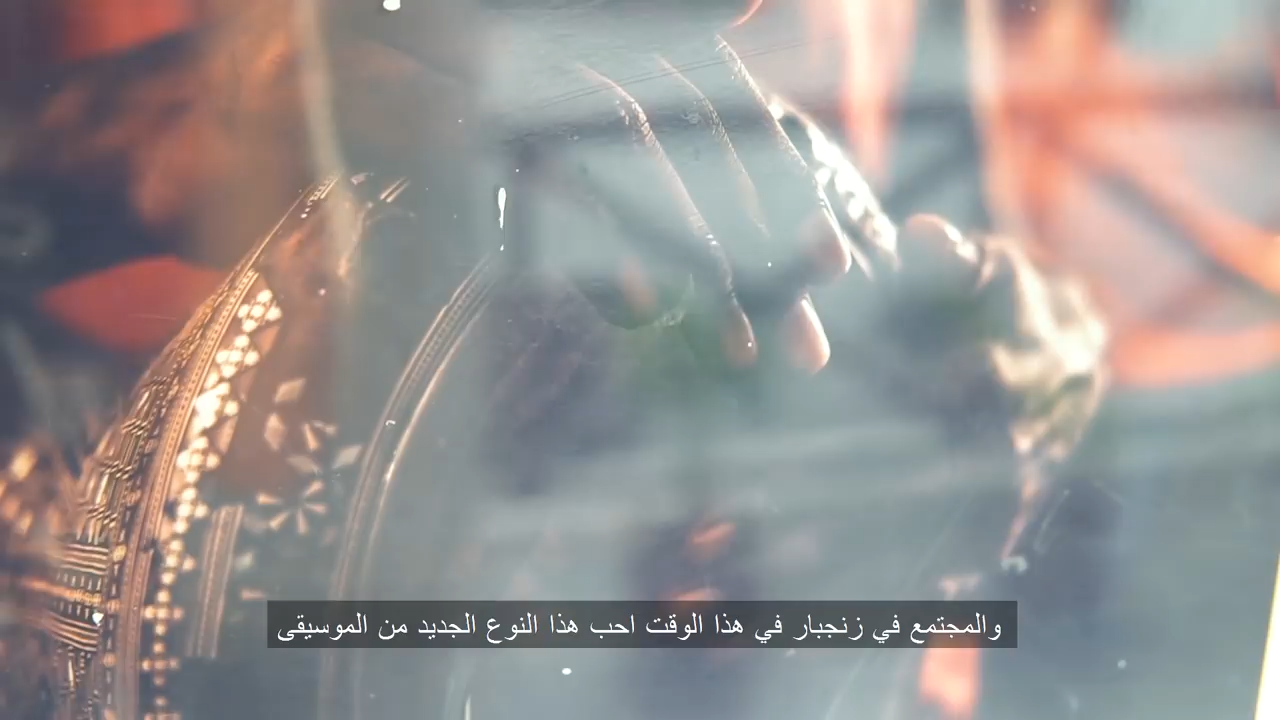 والمجتمع في زنجبار في هذا الوقت احب هذا النوع الجديد من الموسيقى